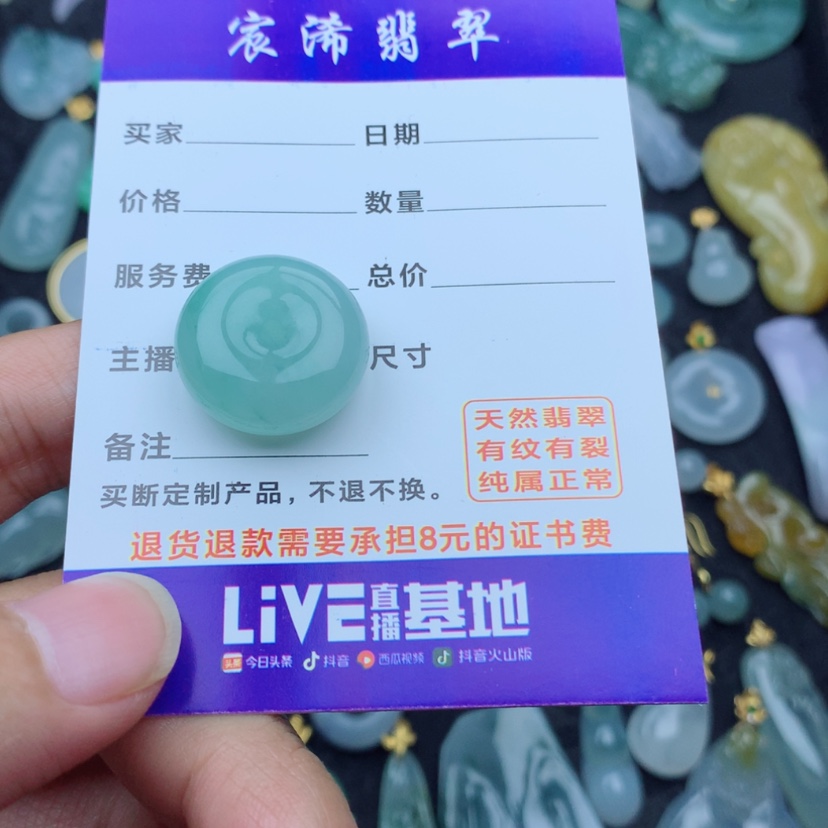 宸浠翡翠
买家 日期
价格 数量
服务费 总价
主播 尺寸
备注
天然翡翠
有纹有裂
纯属正常
买断定制产品，不退不换。
退货退款需要承担8元的证书费
LiVE直播基地
头条 今日头条 抖音 西瓜视频 抖音火山版